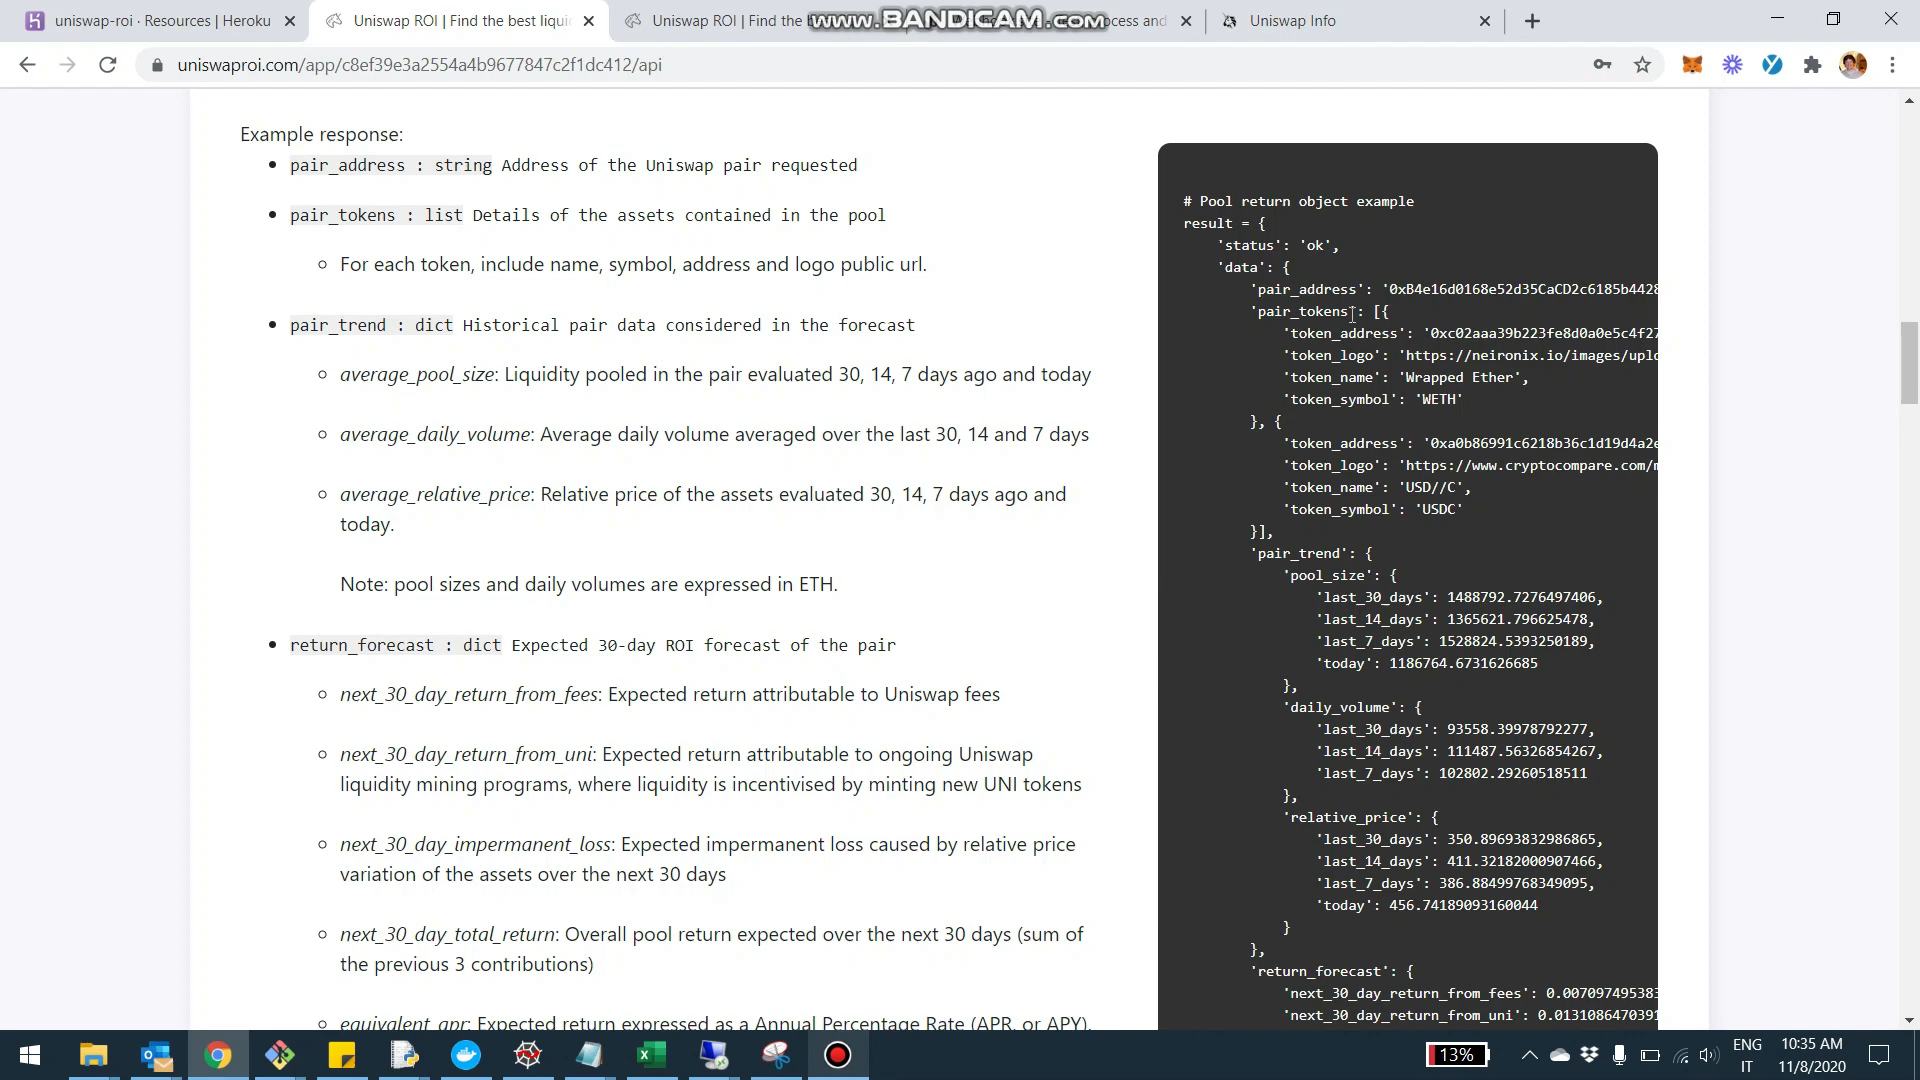 uniswap-roi · Resources | Heroku
Uniswap ROI | Find the best liqui
Uniswap ROI | Find the b
www.BANDICAM.com
ocess and
Uniswap Info
uniswaproi.com/app/c8ef39e3a2554a4b9677847c2f1dc412/api
Example response:
pair_address : string Address of the Uniswap pair requested
pair_tokens : list Details of the assets contained in the pool
For each token, include name, symbol, address and logo public url.
pair_trend : dict Historical pair data considered in the forecast
average_pool_size: Liquidity pooled in the pair evaluated 30, 14, 7 days ago and today
average_daily_volume: Average daily volume averaged over the last 30, 14 and 7 days
average_relative_price: Relative price of the assets evaluated 30, 14, 7 days ago and
today.
Note: pool sizes and daily volumes are expressed in ETH.
return_forecast : dict Expected 30-day ROI forecast of the pair
next_30_day_return_from_fees: Expected return attributable to Uniswap fees
next_30_day_return_from_uni: Expected return attributable to ongoing Uniswap
liquidity mining programs, where liquidity is incentivised by minting new UNI tokens
next_30_day_impermanent_loss: Expected impermanent loss caused by relative price
variation of the assets over the next 30 days
next_30_day_total_return: Overall pool return expected over the next 30 days (sum of
the previous 3 contributions)
equivalent_apr: Expected return expressed as a Annual Percentage Rate (APR, or APY).
# Pool return object example
result = {
'status': 'ok',
'data': {
'pair_address': '0xB4e16d0168e52d35CaCD2c6185b4428
'pair_tokens': [{
'token_address': '0xc02aaa39b223fe8d0a0e5c4f27
'token_logo': 'https://neironix.io/images/uplo
'token_name': 'Wrapped Ether',
'token_symbol': 'WETH'
}, {
'token_address': '0xa0b86991c6218b36c1d19d4a2e
'token_logo': 'https://www.cryptocompare.com/m
'token_name': 'USD//C',
'token_symbol': 'USDC'
}],
'pair_trend': {
'pool_size': {
'last_30_days': 1488792.7276497406,
'last_14_days': 1365621.796625478,
'last_7_days': 1528824.5393250189,
'today': 1186764.6731626685
},
'daily_volume': {
'last_30_days': 93558.39978792277,
'last_14_days': 111487.56326854267,
'last_7_days': 102802.29260518511
},
'relative_price': {
'last_30_days': 350.89693832986865,
'last_14_days': 411.32182000907466,
'last_7_days': 386.88499768349095,
'today': 456.74189093160044
}
},
'return_forecast': {
'next_30_day_return_from_fees': 0.007097495383
'next_30_day_return_from_uni': 0.0131086470391
13%
ENG
IT
10:35 AM
11/8/2020